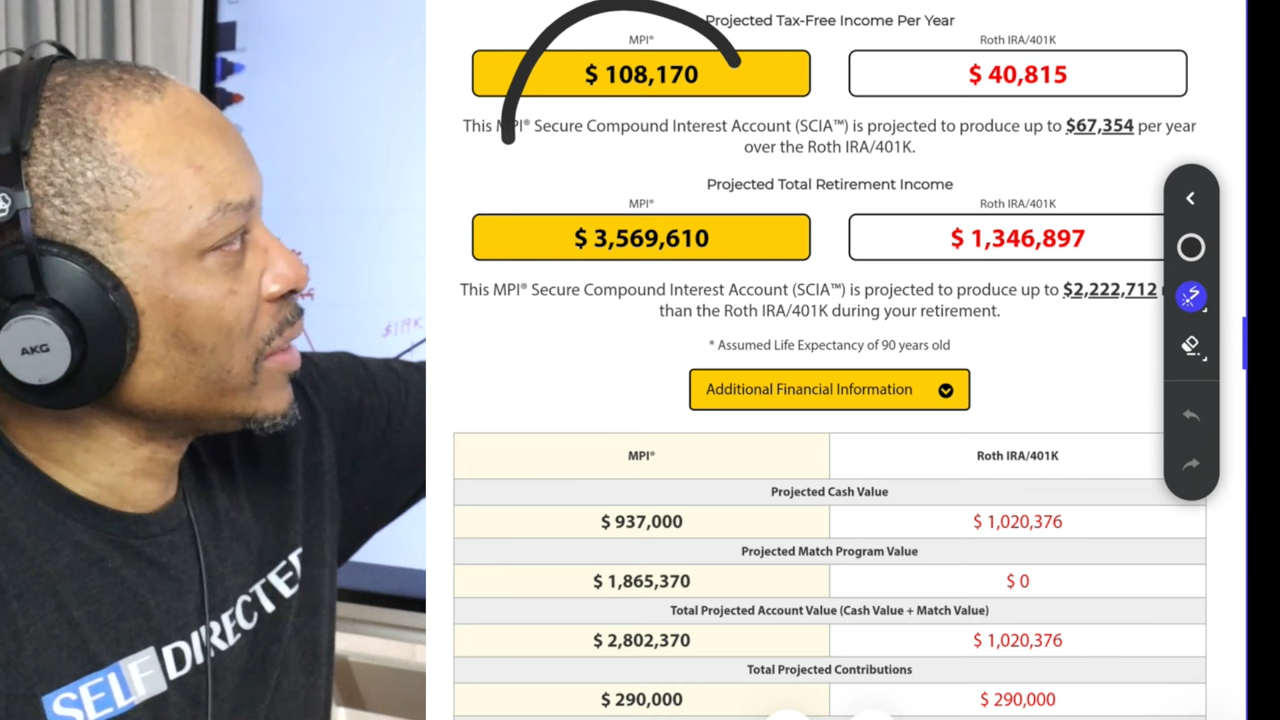 Projected Tax-Free Income Per Year
MPI® Roth IRA/401K
$ 108,170 $ 40,815
This MPI® Secure Compound Interest Account (SCIA™) is projected to produce up to $67,354 per year
over the Roth IRA/401K.
Projected Total Retirement Income
MPI® Roth IRA/401K
$ 3,569,610 $ 1,346,897
This MPI® Secure Compound Interest Account (SCIA™) is projected to produce up to $2,222,712
than the Roth IRA/401K during your retirement.
* Assumed Life Expectancy of 90 years old
Additional Financial Information
MPI® Roth IRA/401K
Projected Cash Value
$ 937,000 $ 1,020,376
Projected Match Program Value
$ 1,865,370 $ 0
Total Projected Account Value (Cash Value + Match Value)
$ 2,802,370 $ 1,020,376
Total Projected Contributions
$ 290,000 $ 290,000
$119K
AKG
SELF DIRECTED